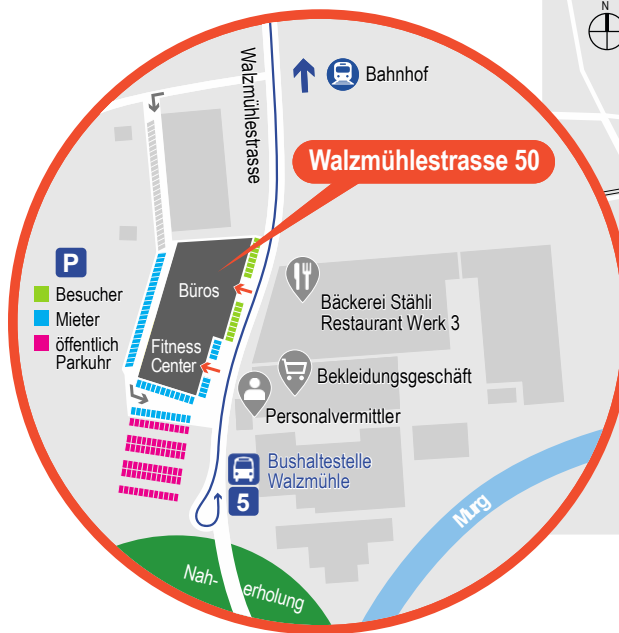 N
Walzmühlestrasse
Bahnhof
Walzmühlestrasse 50
P
Besucher
Mieter
öffentlich
Parkuhr
Büros
Fitness
Center
Bäckerei Stähli
Restaurant Werk 3
Bekleidungsgeschäft
Personalvermittler
Bushaltestelle
Walzmühle
5
Murg
Nah- erholung